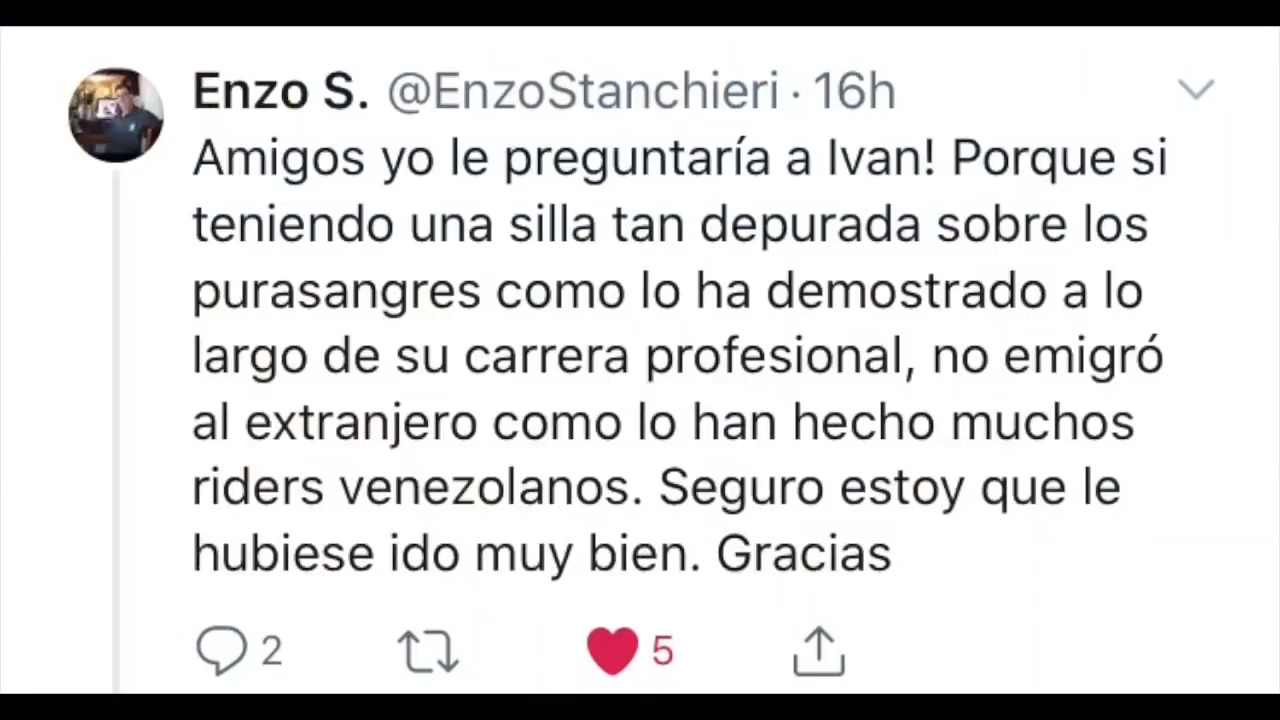 Enzo S. @EnzoStanchieri · 16h
Amigos yo le preguntaría a Ivan! Porque si
teniendo una silla tan depurada sobre los
purasangres como lo ha demostrado a lo
largo de su carrera profesional, no emigró
al extranjero como lo han hecho muchos
riders venezolanos. Seguro estoy que le
hubiese ido muy bien. Gracias
2 5